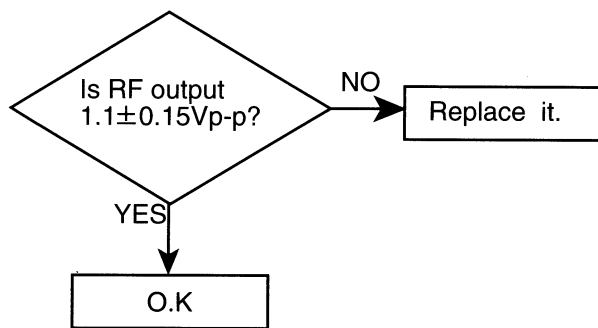 Is RF output
1.1±0.15Vp-p?
NO
Replace it.
YES
O.K